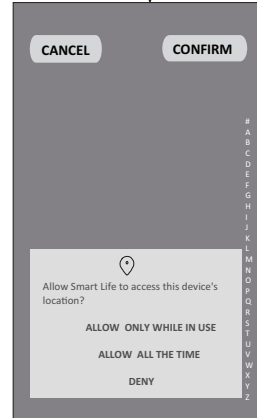 CANCEL CONFIRM
#
A
B
C
D
E
F
G
H
I
J
K
L
M
N
O
P
Q
R
S
T
U
V
W
X
Y
Z
Allow Smart Life to access this device's
location?
ALLOW ONLY WHILE IN USE
ALLOW ALL THE TIME
DENY